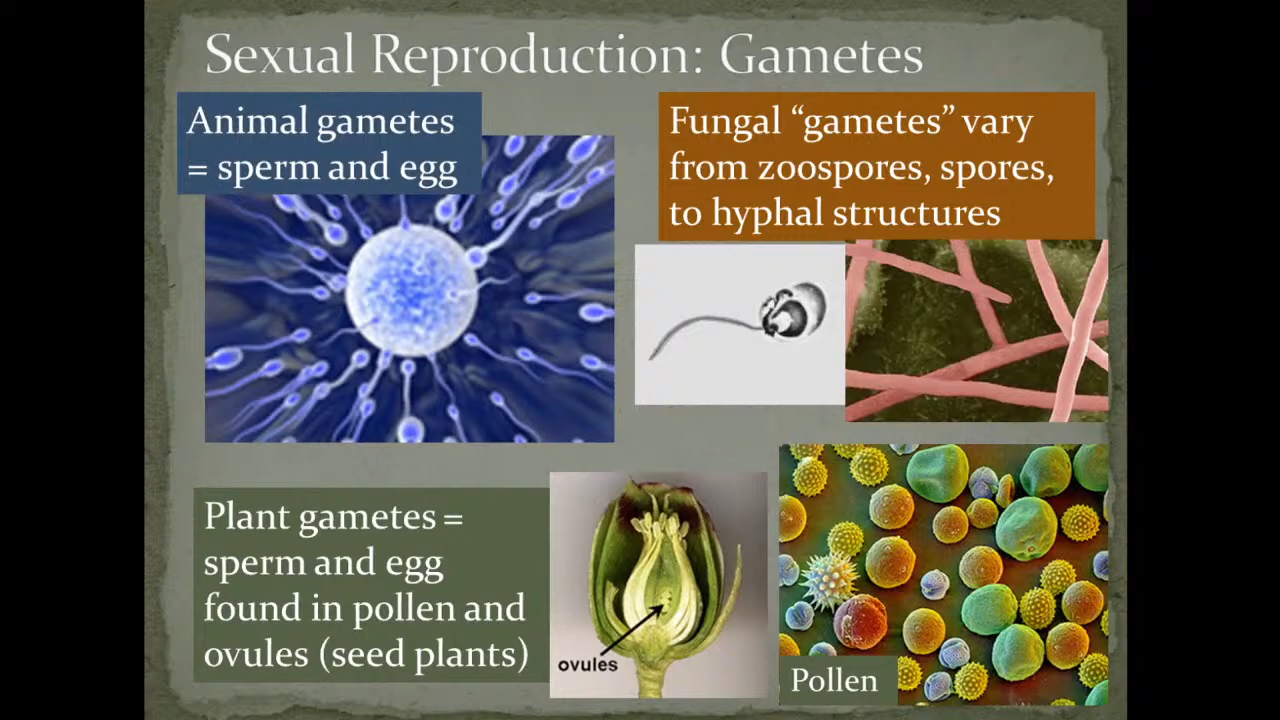 Sexual Reproduction: Gametes
Animal gametes
= sperm and egg
Fungal “gametes” vary
from zoospores, spores,
to hyphal structures
Plant gametes =
sperm and egg
found in pollen and
ovules (seed plants)
ovules
Pollen